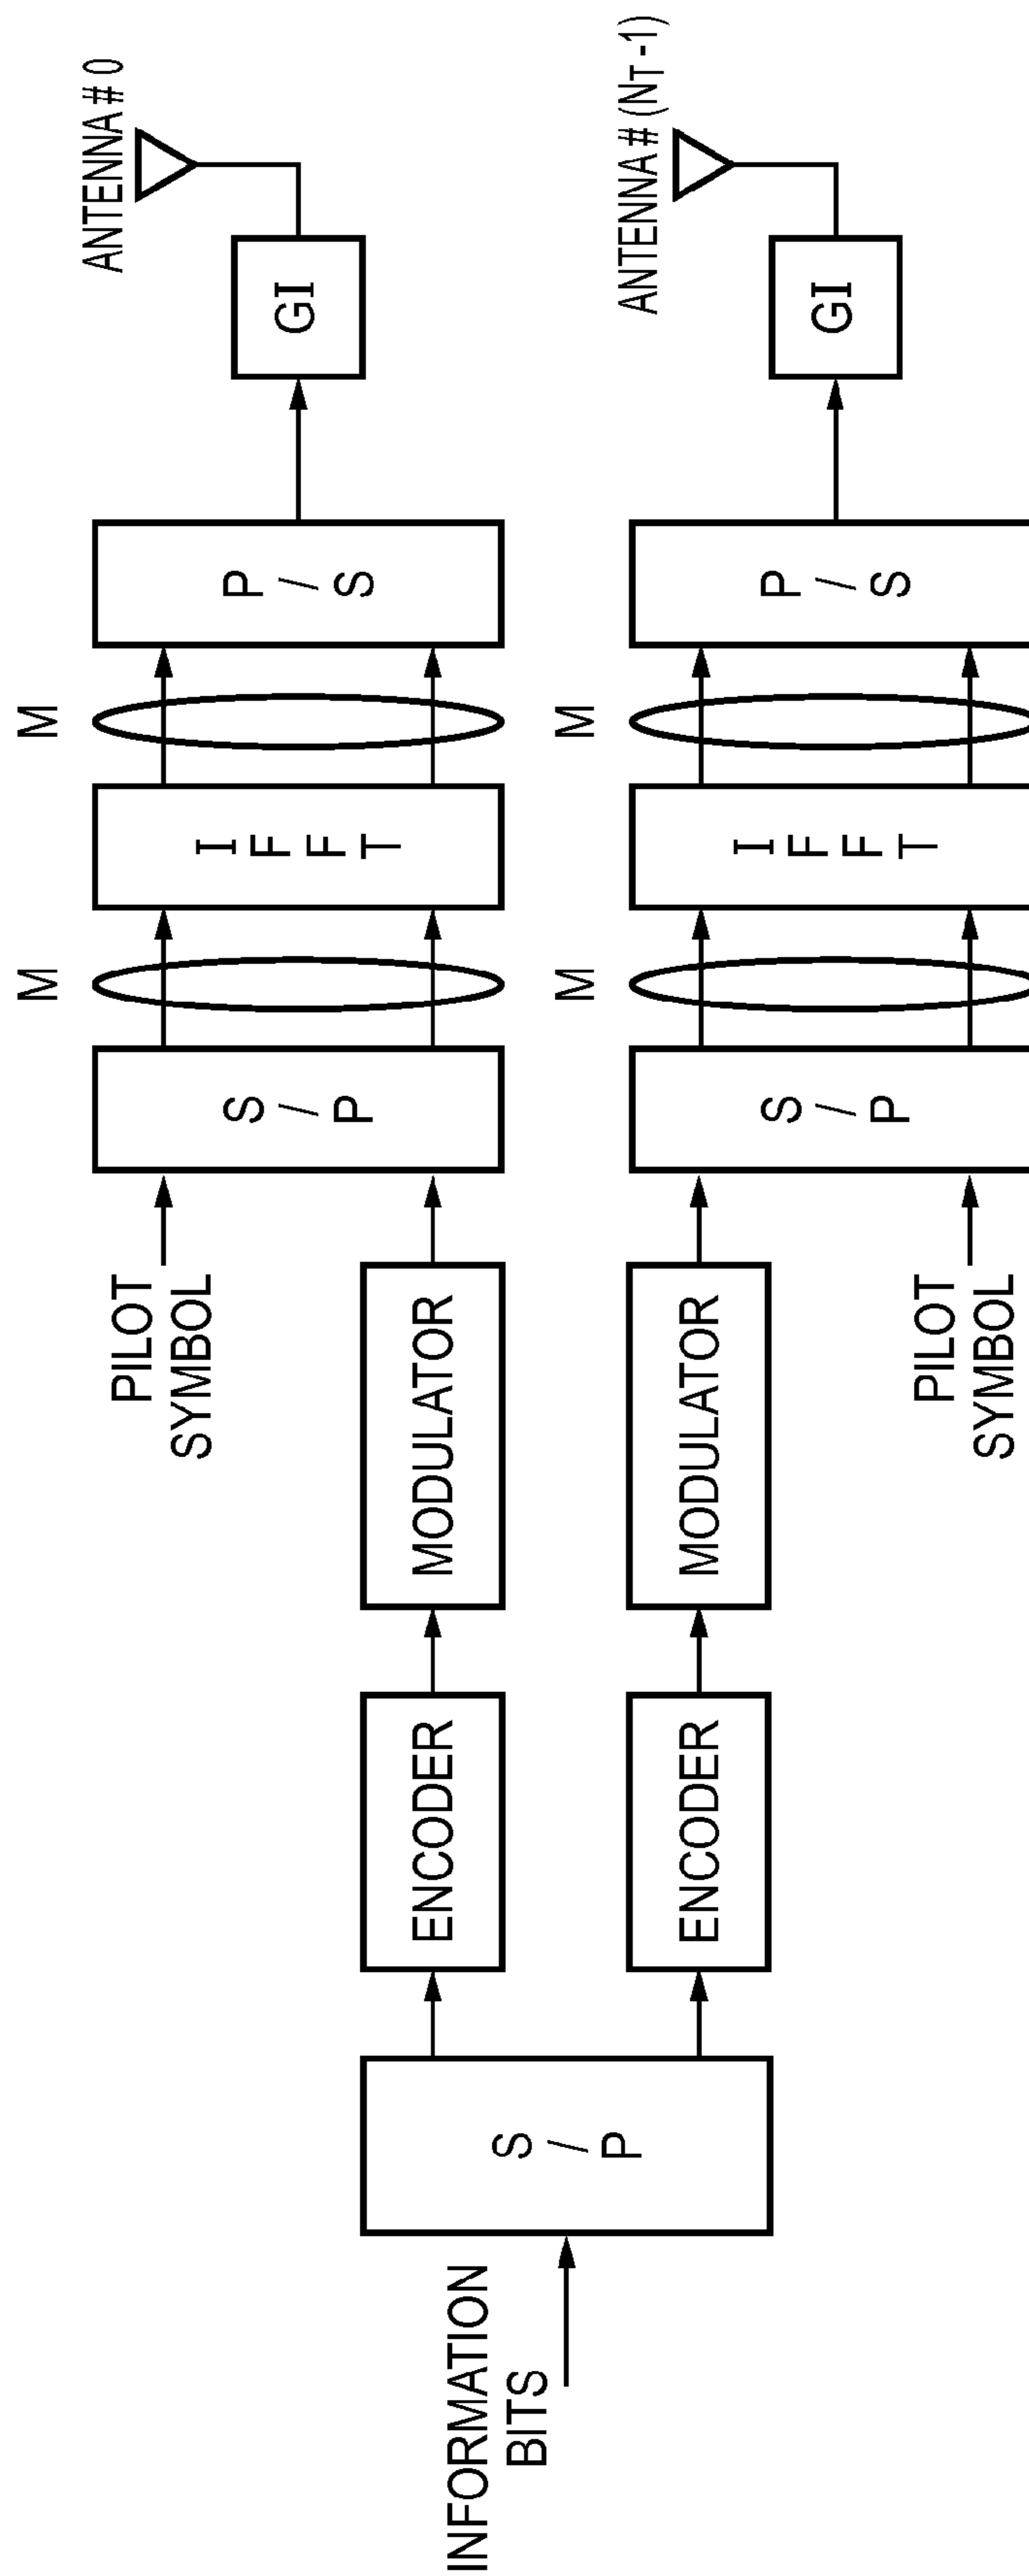 ANTENNA # 0
M
M
PILOT
SYMBOL
S / P
I F F T
P / S
GI
ENCODER
MODULATOR
INFORMATION
BITS
S / P
ENCODER
MODULATOR
ANTENNA # (NT -1)
M
M
S / P
I F F T
P / S
GI
PILOT
SYMBOL